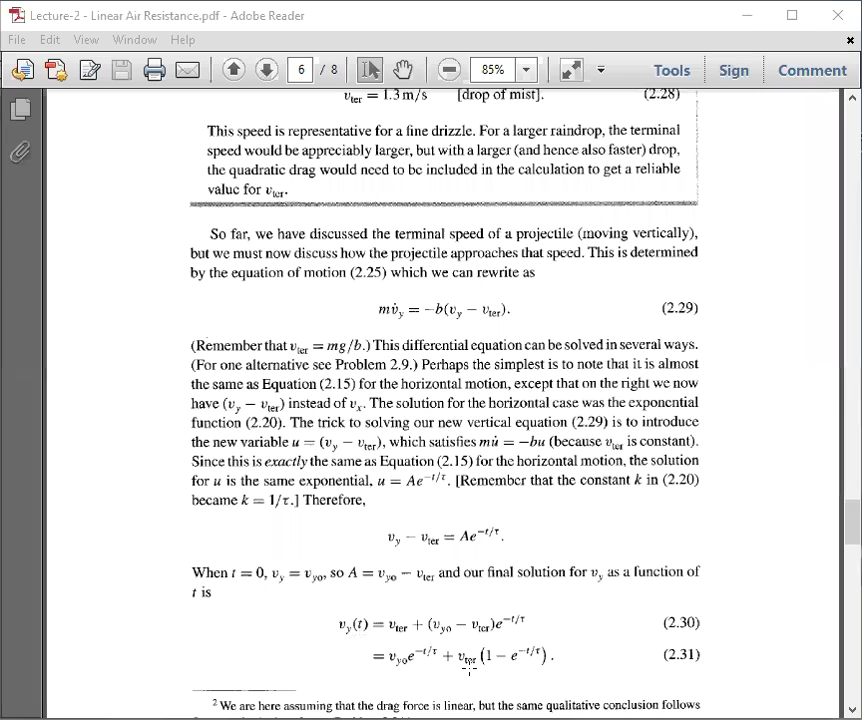 Lecture-2 - Linear Air Resistance.pdf - Adobe Reader
File Edit View Window Help
6 / 8 85% Tools Sign Comment
v_ter = 1.3 m/s [drop of mist]. (2.28)
This speed is representative for a fine drizzle. For a larger raindrop, the terminal
speed would be appreciably larger, but with a larger (and hence also faster) drop,
the quadratic drag would need to be included in the calculation to get a reliable
value for v_ter.
So far, we have discussed the terminal speed of a projectile (moving vertically),
but we must now discuss how the projectile approaches that speed. This is determined
by the equation of motion (2.25) which we can rewrite as
mv̇_y = −b(v_y − v_ter). (2.29)
(Remember that v_ter = mg/b.) This differential equation can be solved in several ways.
(For one alternative see Problem 2.9.) Perhaps the simplest is to note that it is almost
the same as Equation (2.15) for the horizontal motion, except that on the right we now
have (v_y − v_ter) instead of v_x. The solution for the horizontal case was the exponential
function (2.20). The trick to solving our new vertical equation (2.29) is to introduce
the new variable u = (v_y − v_ter), which satisfies mu̇ = −bu (because v_ter is constant).
Since this is exactly the same as Equation (2.15) for the horizontal motion, the solution
for u is the same exponential, u = Ae^{−t/τ}. [Remember that the constant k in (2.20)
became k = 1/τ.] Therefore,
v_y − v_ter = Ae^{−t/τ}.
When t = 0, v_y = v_yo, so A = v_yo − v_ter and our final solution for v_y as a function of
t is
v_y(t) = v_ter + (v_yo − v_ter)e^{−t/τ} (2.30)
= v_yo e^{−t/τ} + v_ter (1 − e^{−t/τ}). (2.31)
² We are here assuming that the drag force is linear, but the same qualitative conclusion follows